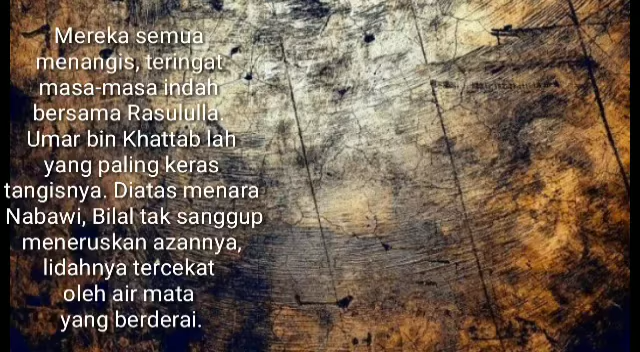 Mereka semua
menangis, teringat
masa-masa indah
bersama Rasululla.
Umar bin Khattab lah
yang paling keras
tangisnya. Diatas menara
Nabawi, Bilal tak sanggup
meneruskan azannya,
lidahnya tercekat
oleh air mata
yang berderai.